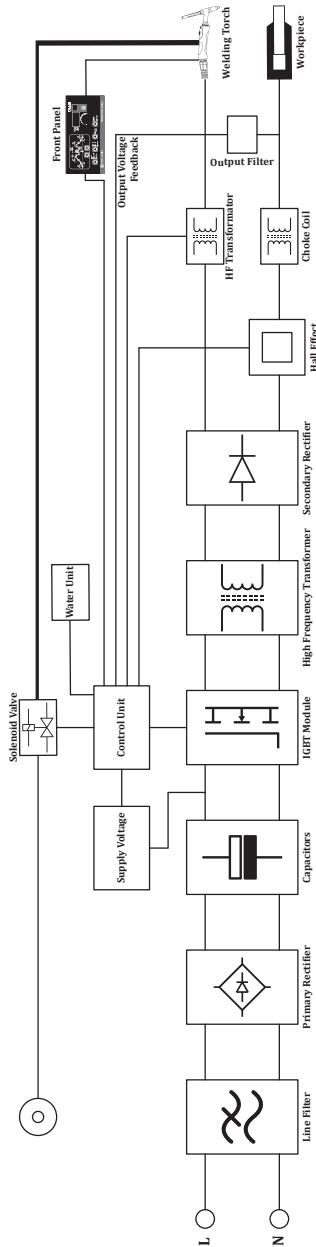 L
N
Line Filter
Primary Rectifier
Capacitors
IGBT Module
High Frequency Transformer
Secondary Rectifier
Hall Effect
HF Transformator
Choke Coil
Output Filter
Welding Torch
Workpiece
Supply Voltage
Control Unit
Solenoid Valve
Water Unit
Output Voltage
Feedback
Front Panel